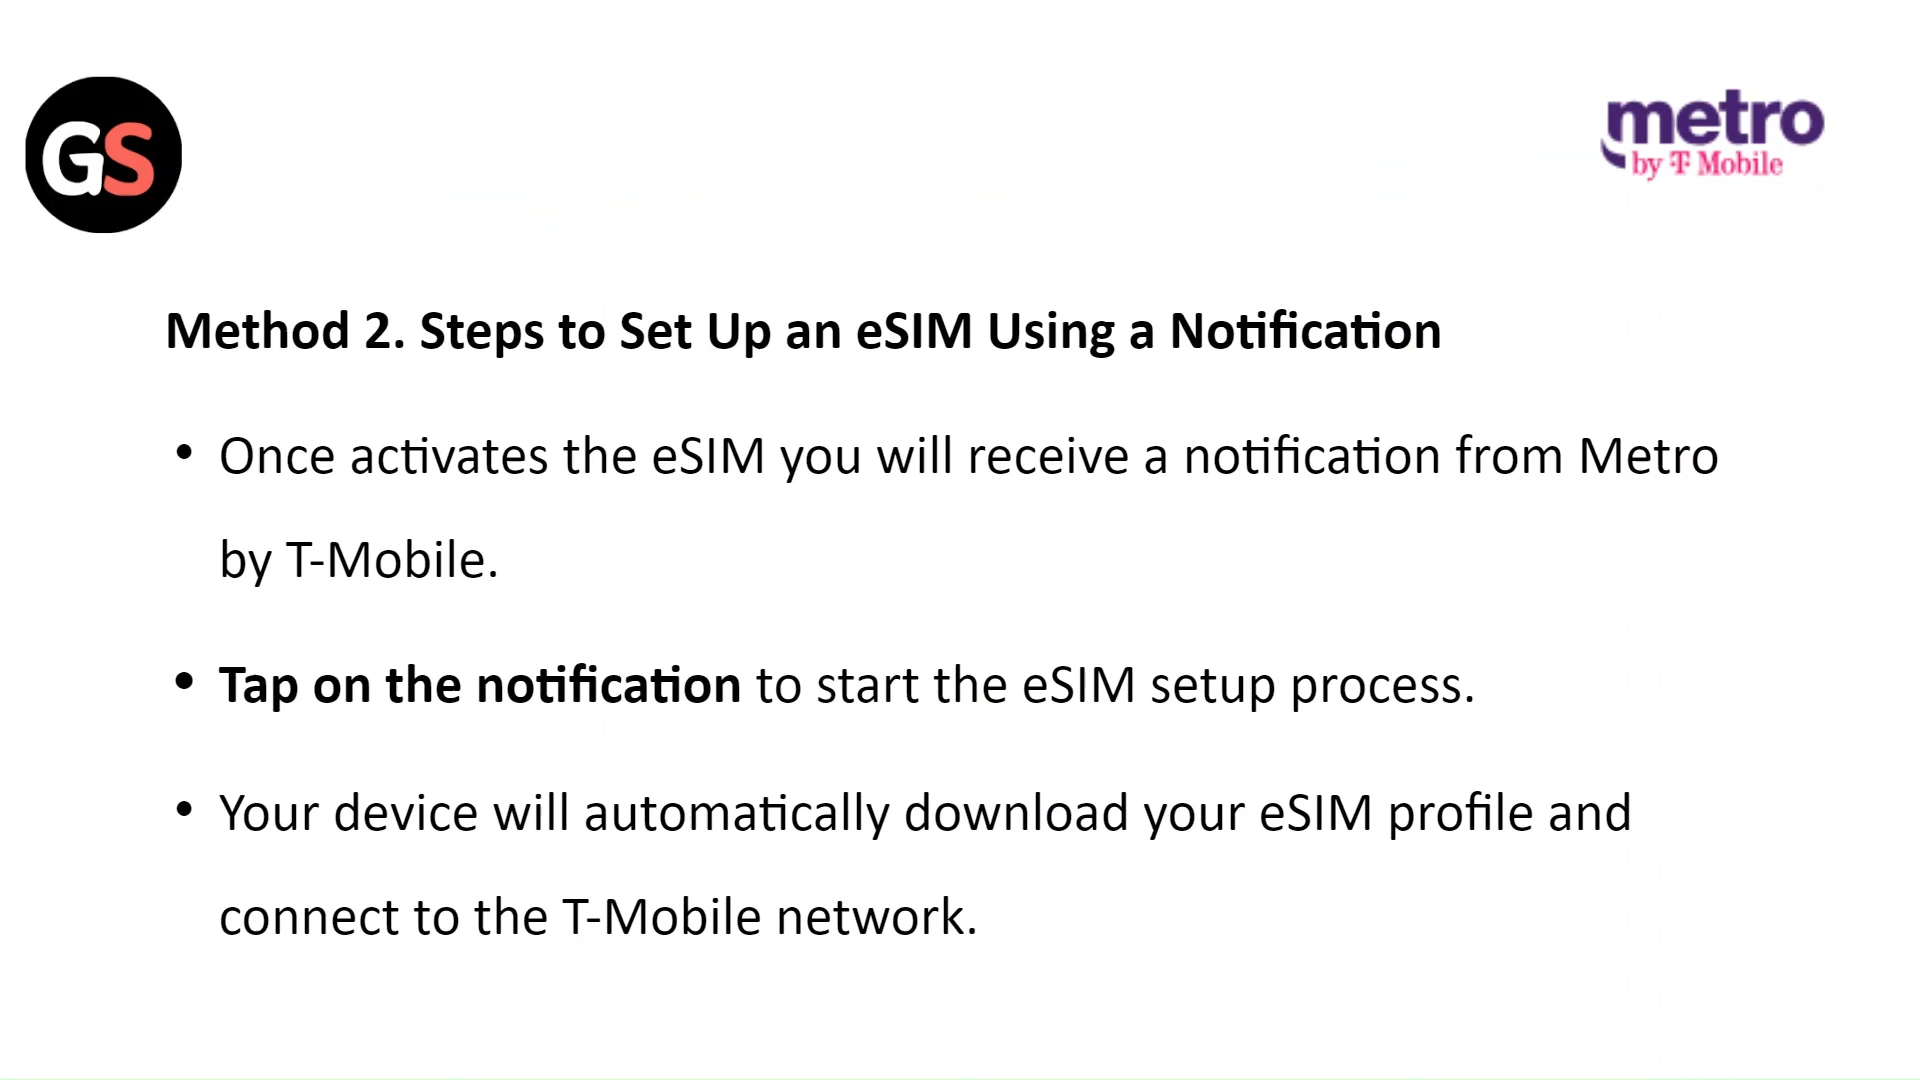 GS
metro
by T Mobile
Method 2. Steps to Set Up an eSIM Using a Notification
• Once activates the eSIM you will receive a notification from Metro
by T-Mobile.
• Tap on the notification to start the eSIM setup process.
• Your device will automatically download your eSIM profile and
connect to the T-Mobile network.